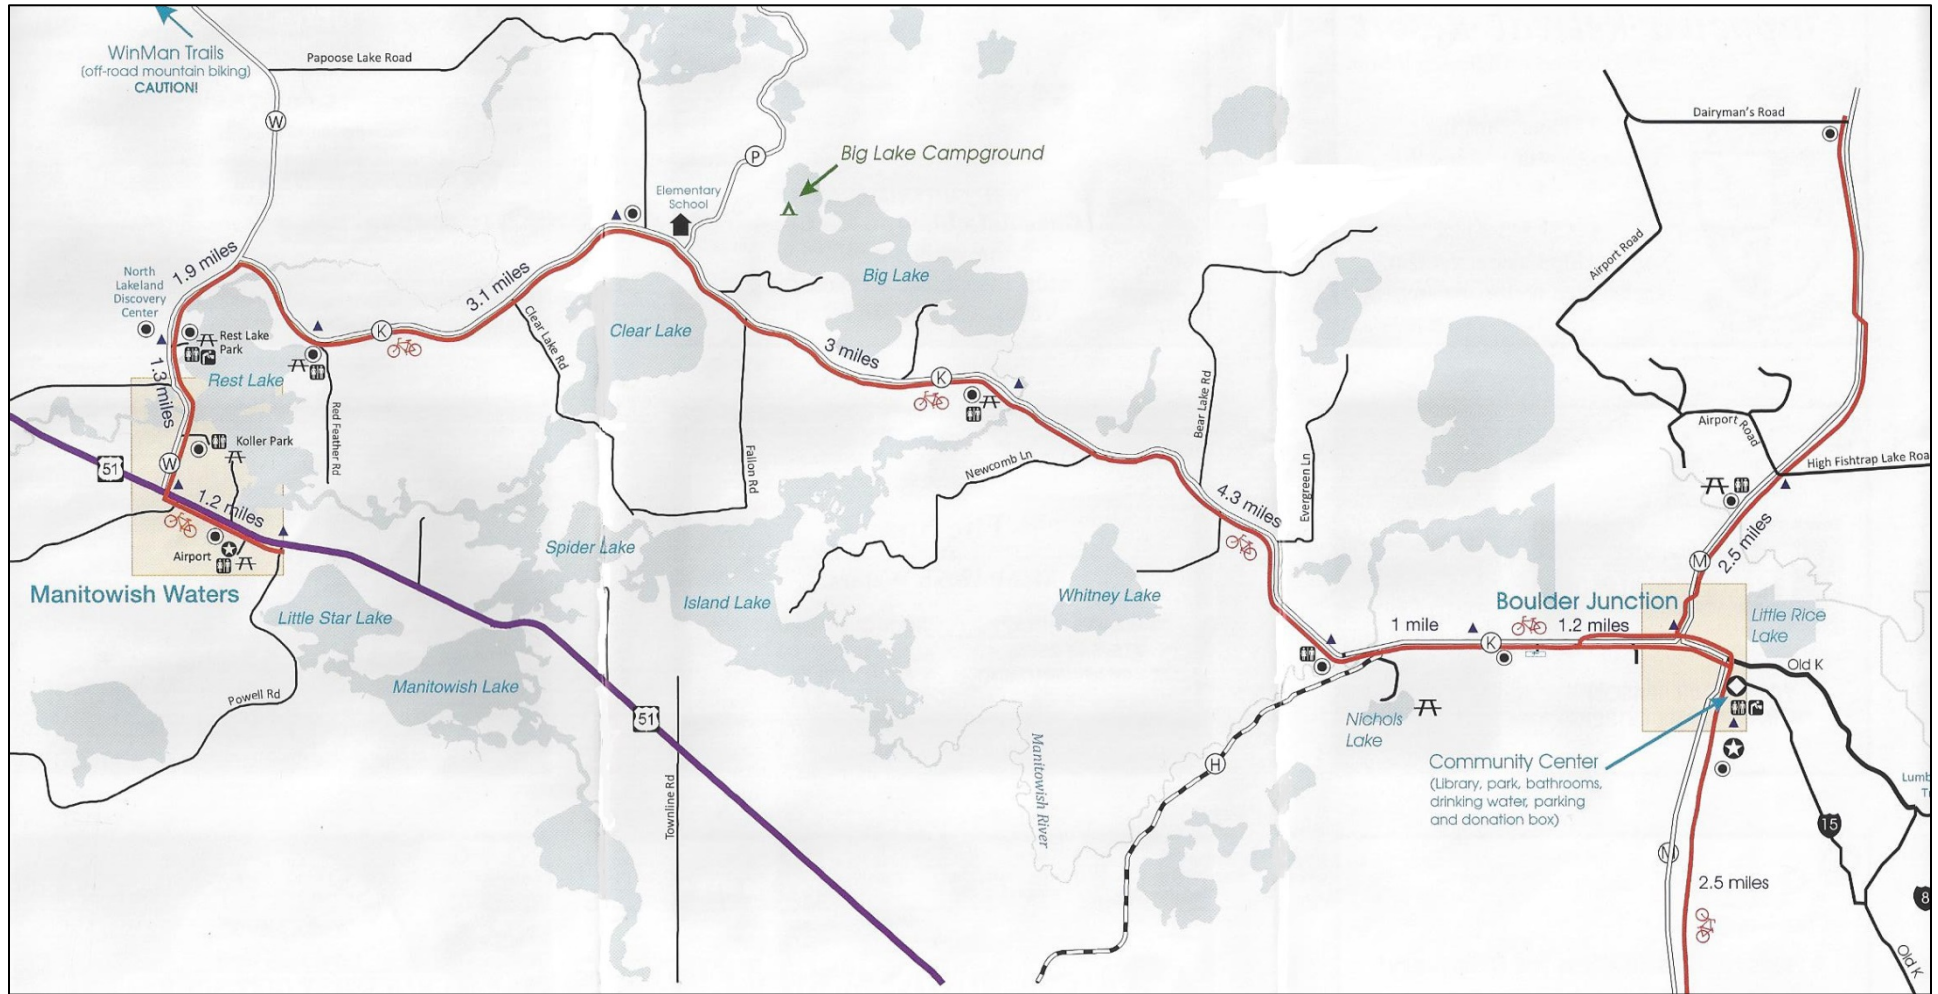 WinMan Trails
(off-road mountain biking)
CAUTION!
Papoose Lake Road
W
P
Elementary
School
Big Lake Campground
Dairyman's Road
Airport Road
1.9 miles
3.1 miles
North
Lakeland
Discovery
Center
Rest Lake
Park
K
Clear Lake
Big Lake
Clear Lake Rd
3 miles
K
1.3 miles
Rest Lake
Red Feather Rd
Bear Lake Rd
Koller Park
W
51
Fallon Rd
Newcomb Ln
Evergreen Ln
Airport
Road
High Fishtrap Lake Roa
1.2 miles
4.3 miles
2.5 miles
Airport
Spider Lake
M
Manitowish Waters
Little Star Lake
Island Lake
Whitney Lake
Boulder Junction
Little Rice
Lake
1 mile
1.2 miles
K
Old K
Manitowish Lake
Powell Rd
51
Nichols
Lake
Manitowish River
H
Community Center
(Library, park, bathrooms,
drinking water, parking
and donation box)
Townline Rd
15
M
2.5 miles
8
Old K